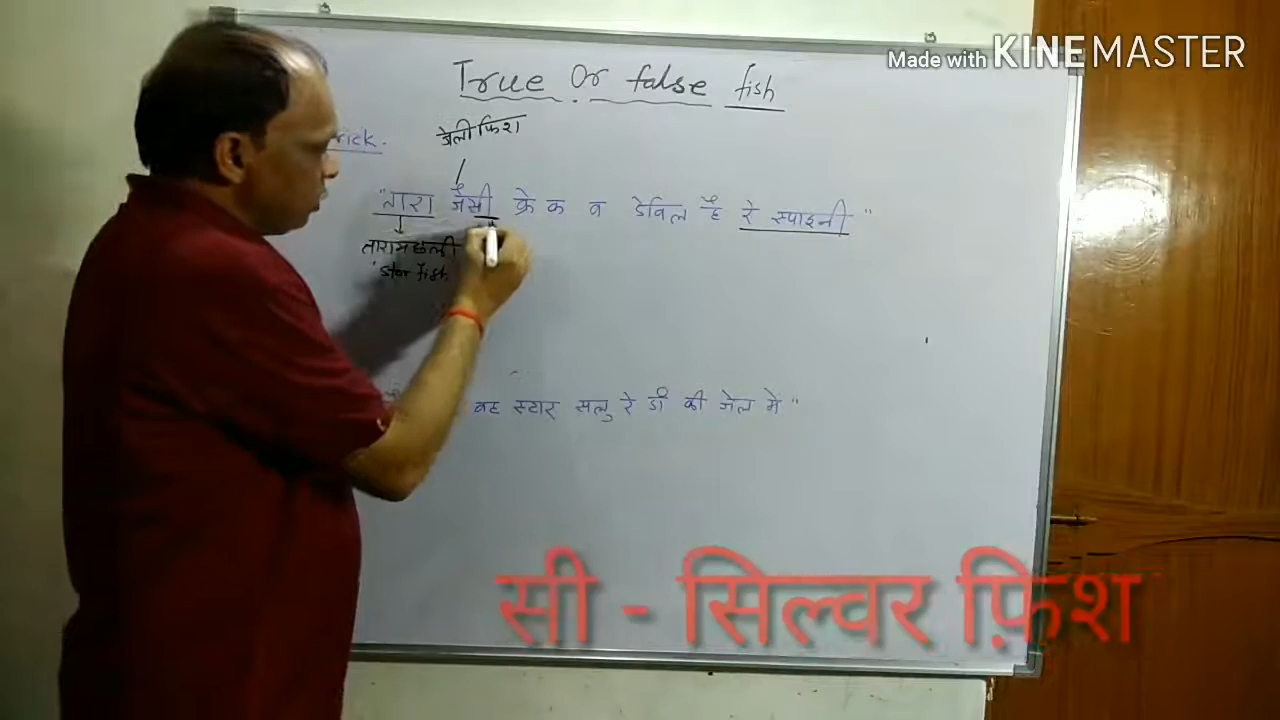 Made with KINEMASTER
True Or false fish
जेलीफिश
rick.
"तारा जैसी क्रे क व डेविल है रे स्पाइनी"
तारामछली
'star fish
वह स्टार सलु रे डॉ की जेल मे"
सी - सिल्वर फ़िश